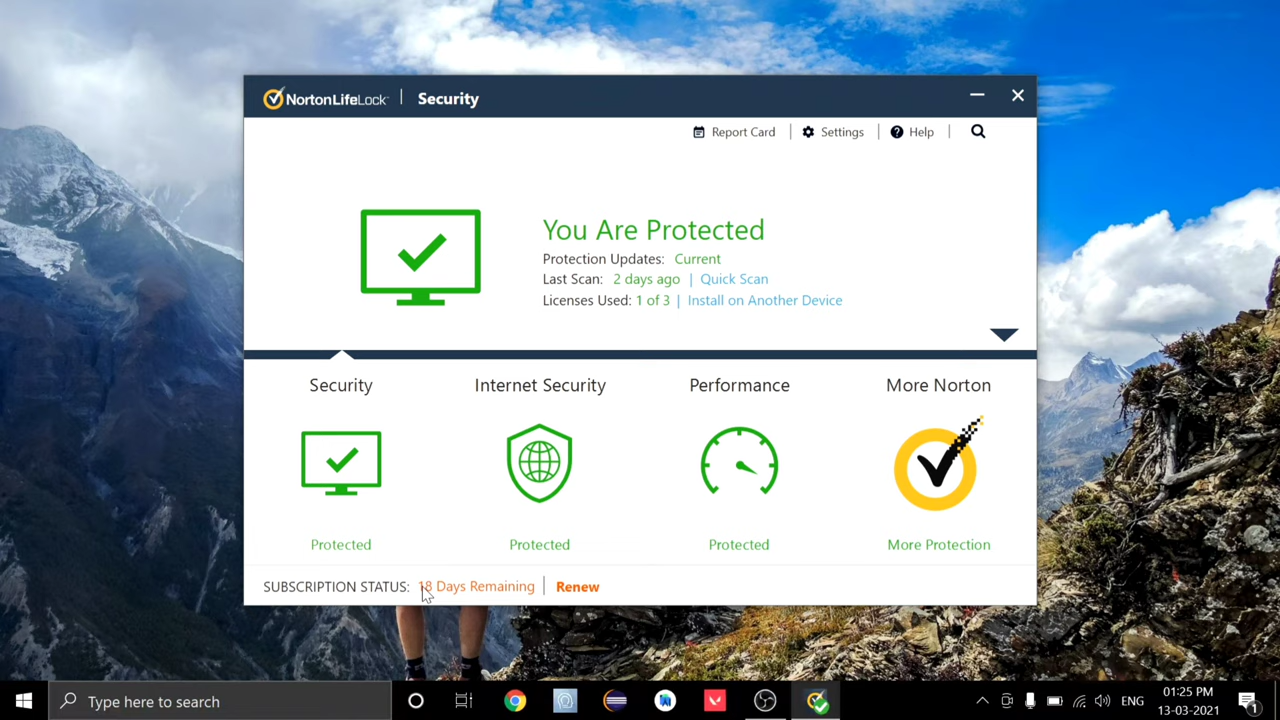 NortonLifeLock | Security
Report Card | Settings | Help |
You Are Protected
Protection Updates: Current
Last Scan: 2 days ago | Quick Scan
Licenses Used: 1 of 3 | Install on Another Device
Security Internet Security Performance More Norton
Protected Protected Protected More Protection
SUBSCRIPTION STATUS: 18 Days Remaining | Renew
Type here to search
ENG
01:25 PM
13-03-2021
1